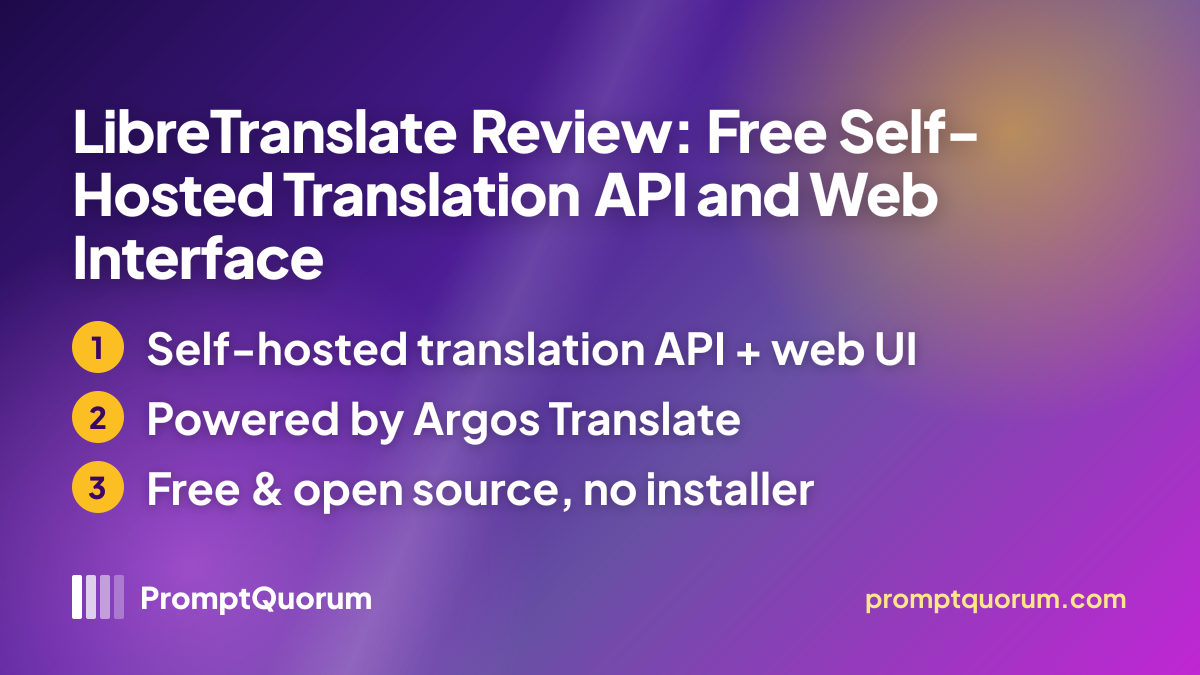 LibreTranslate Review: Free Self-
Hosted Translation API and Web
Interface
1 Self-hosted translation API + web UI
2 Powered by Argos Translate
3 Free & open source, no installer
PromptQuorum
promptquorum.com